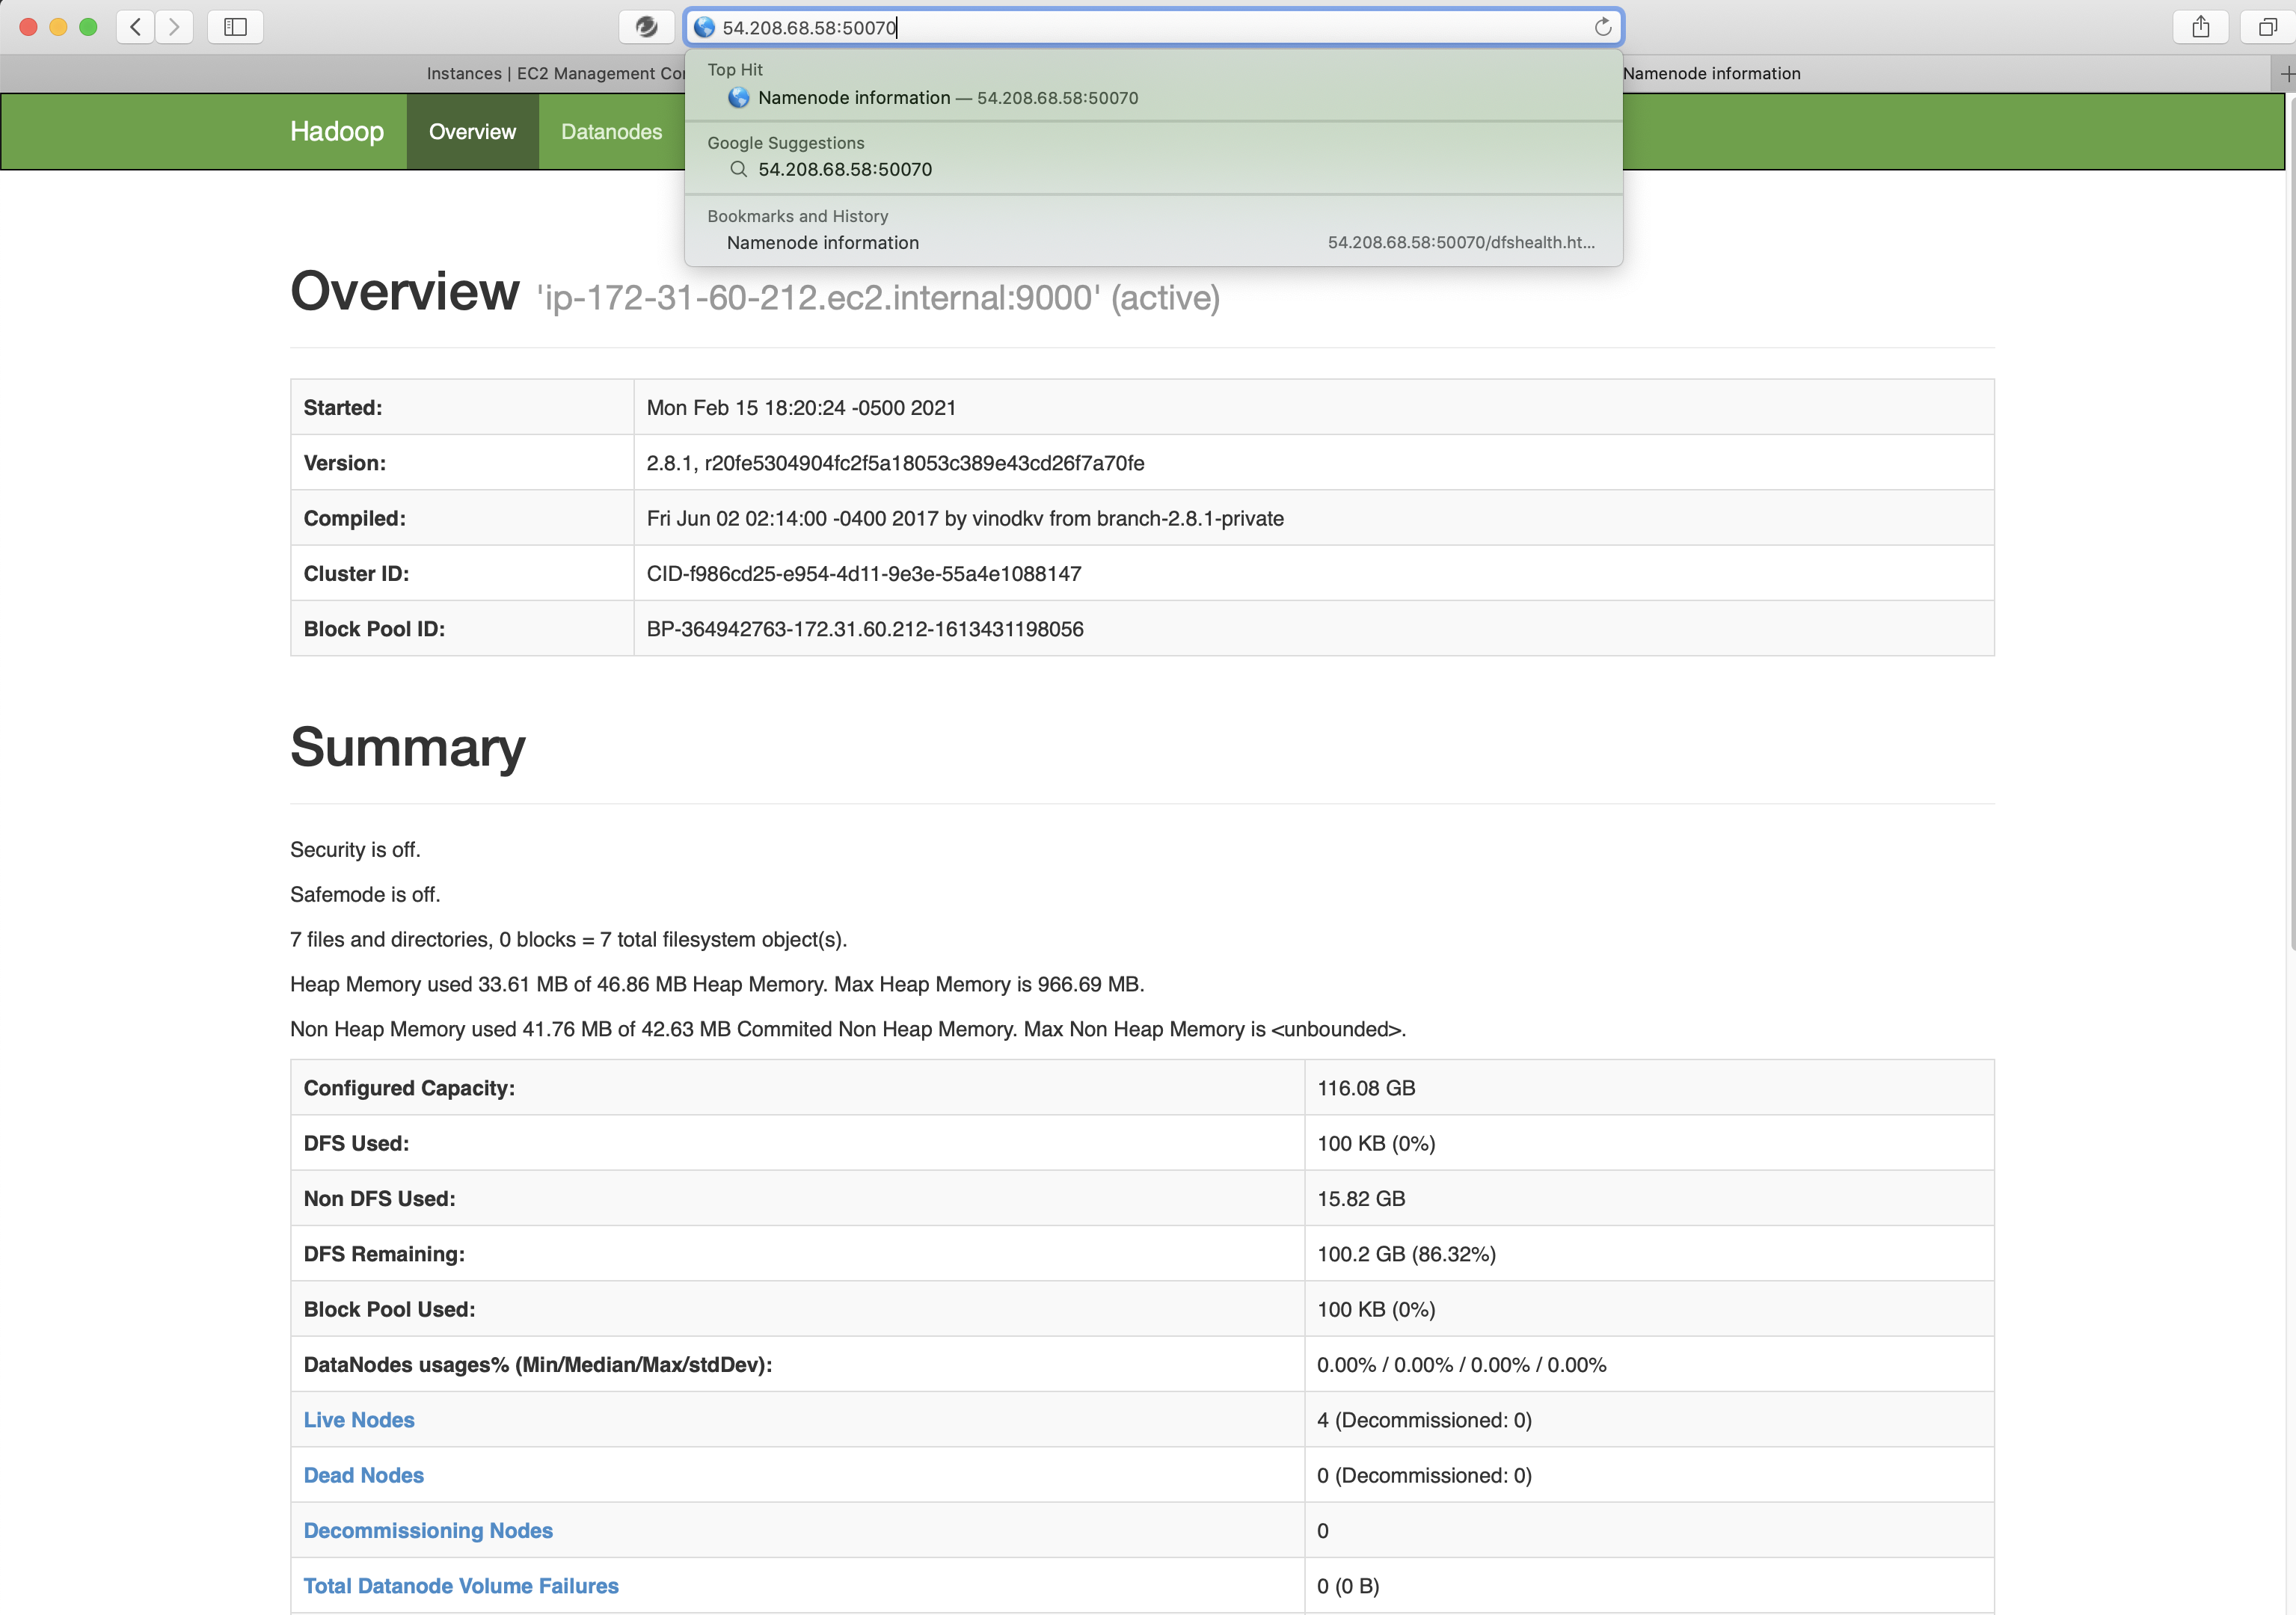 54.208.68.58:50070
Top Hit
Namenode information — 54.208.68.58:50070
Google Suggestions
54.208.68.58:50070
Bookmarks and History
Namenode information 54.208.68.58:50070/dfshealth.ht...
Instances | EC2 Management Co
Namenode information
Hadoop Overview Datanodes
Overview 'ip-172-31-60-212.ec2.internal:9000' (active)
Started: Mon Feb 15 18:20:24 -0500 2021
Version: 2.8.1, r20fe5304904fc2f5a18053c389e43cd26f7a70fe
Compiled: Fri Jun 02 02:14:00 -0400 2017 by vinodkv from branch-2.8.1-private
Cluster ID: CID-f986cd25-e954-4d11-9e3e-55a4e1088147
Block Pool ID: BP-364942763-172.31.60.212-1613431198056
Summary
Security is off.
Safemode is off.
7 files and directories, 0 blocks = 7 total filesystem object(s).
Heap Memory used 33.61 MB of 46.86 MB Heap Memory. Max Heap Memory is 966.69 MB.
Non Heap Memory used 41.76 MB of 42.63 MB Commited Non Heap Memory. Max Non Heap Memory is <unbounded>.
Configured Capacity: 116.08 GB
DFS Used: 100 KB (0%)
Non DFS Used: 15.82 GB
DFS Remaining: 100.2 GB (86.32%)
Block Pool Used: 100 KB (0%)
DataNodes usages% (Min/Median/Max/stdDev): 0.00% / 0.00% / 0.00% / 0.00%
Live Nodes 4 (Decommissioned: 0)
Dead Nodes 0 (Decommissioned: 0)
Decommissioning Nodes 0
Total Datanode Volume Failures 0 (0 B)